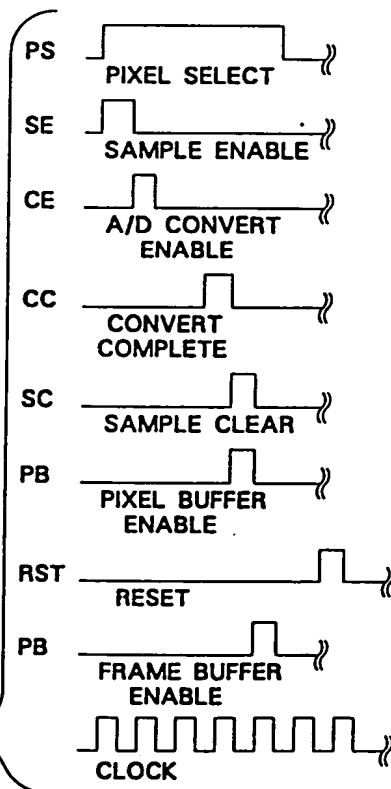 PS
PIXEL SELECT
SE
SAMPLE ENABLE
CE
A/D CONVERT
ENABLE
CC
CONVERT
COMPLETE
SC
SAMPLE CLEAR
PB
PIXEL BUFFER
ENABLE
RST
RESET
PB
FRAME BUFFER
ENABLE
CLOCK